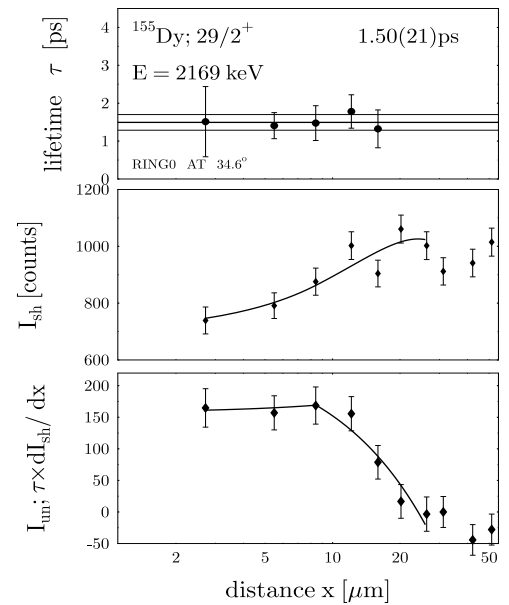 lifetime τ [ps]
4
3
2
1
0
¹⁵⁵Dy; 29/2⁺ 1.50(21)ps
E = 2169 keV
RING0 AT 34.6°
I_sh [counts]
1200
1000
800
600
I_un; τ×dI_sh/ dx
200
150
100
50
0
-50
2 5 10 20 50
distance x [μm]